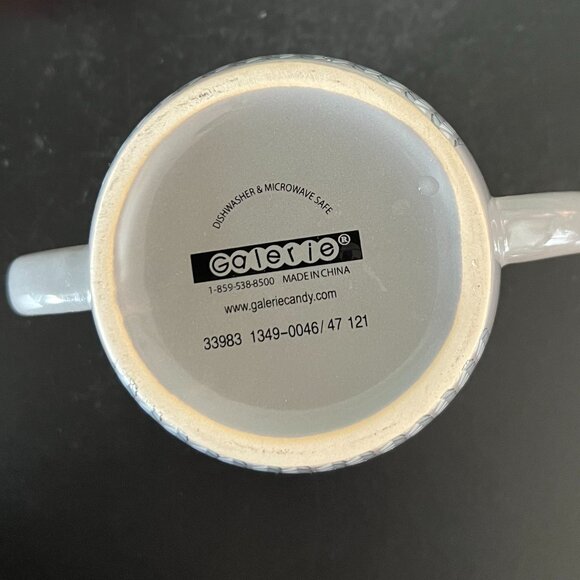 DISHWASHER & MICROWAVE SAFE
Galerie®
1-859-538-8500 MADE IN CHINA
www.galeriecandy.com
33983 1349-0046/47 121